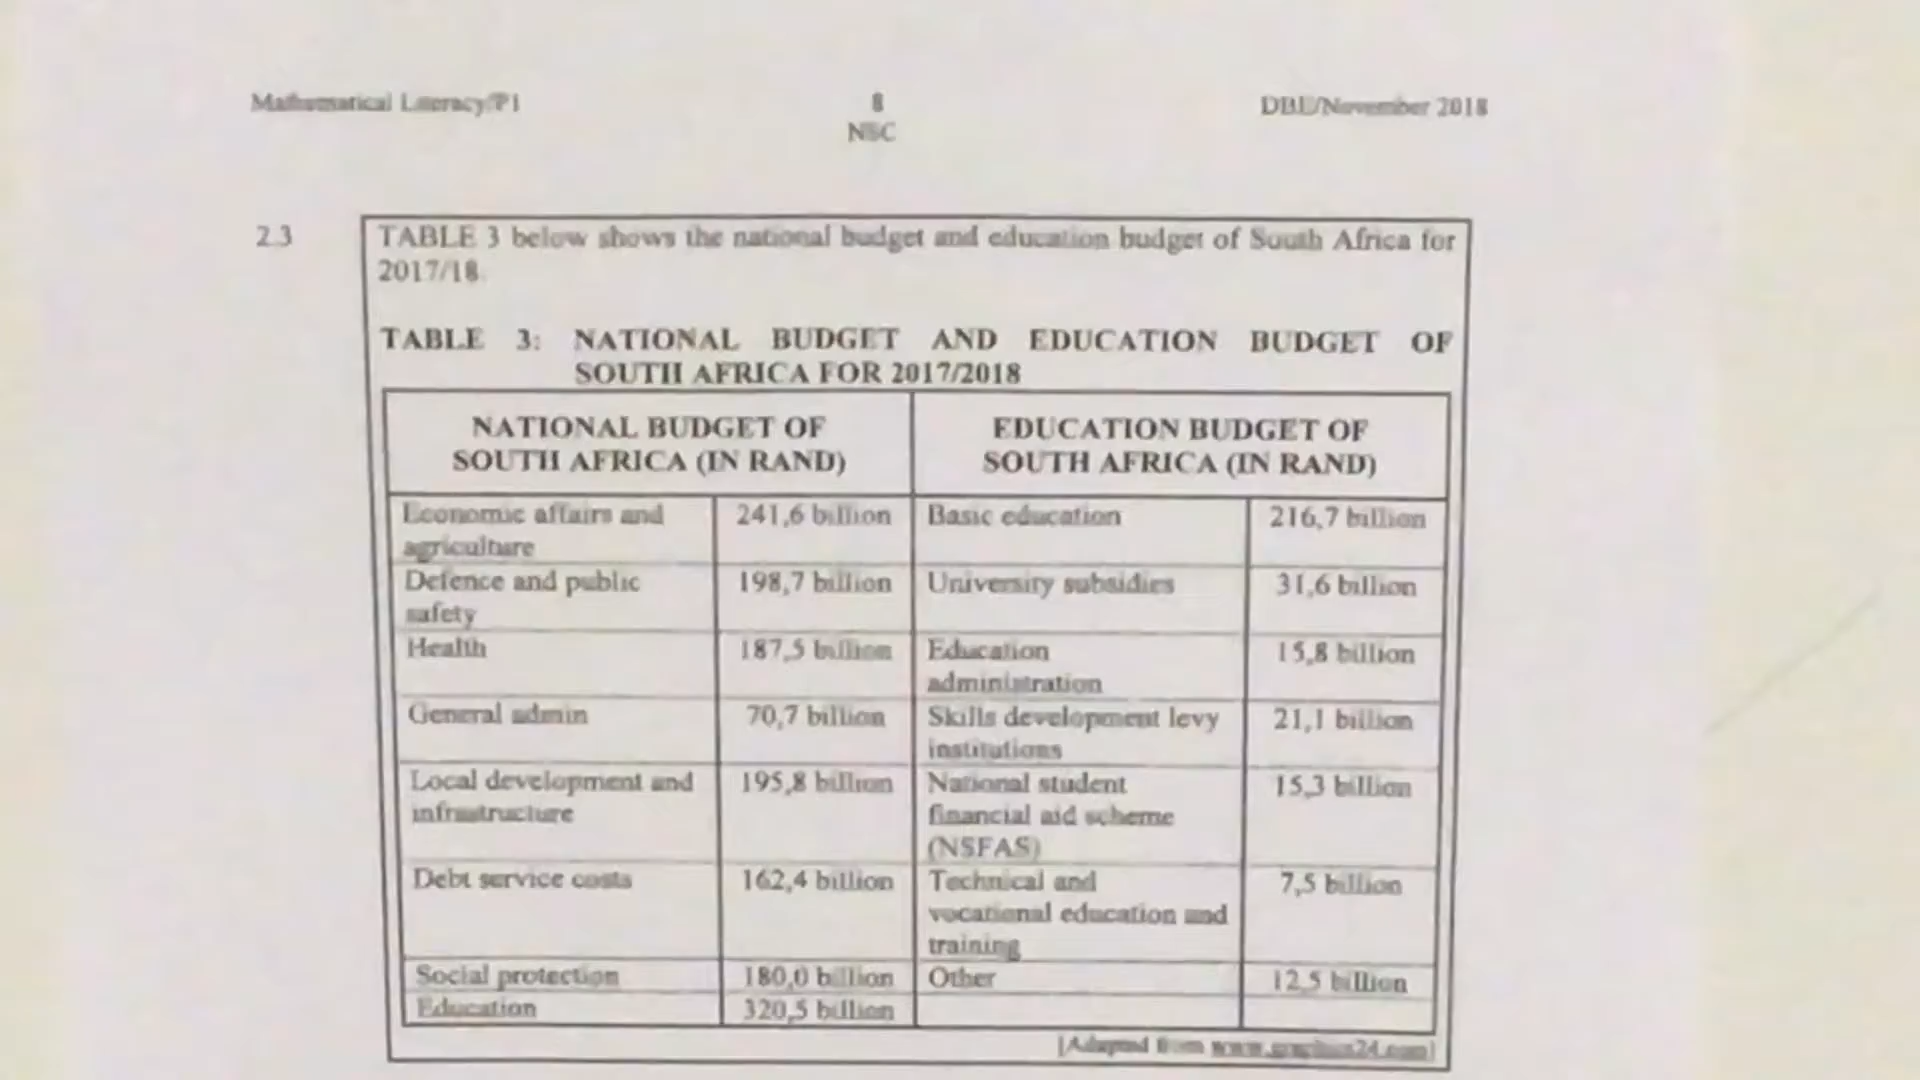 Mathematical Literacy/P1
8
DBE/November 2018
NSC
2.3
TABLE 3 below shows the national budget and education budget of South Africa for
2017/18.
TABLE 3: NATIONAL BUDGET AND EDUCATION BUDGET OF
SOUTH AFRICA FOR 2017/2018
NATIONAL BUDGET OF
SOUTH AFRICA (IN RAND)
EDUCATION BUDGET OF
SOUTH AFRICA (IN RAND)
Economic affairs and
agriculture
241,6 billion
Basic education
216,7 billion
Defence and public
safety
198,7 billion
University subsidies
31,6 billion
Health
187,5 billion
Education
administration
15,8 billion
General admin
70,7 billion
Skills development levy
institutions
21,1 billion
Local development and
infrastructure
195,8 billion
National student
financial aid scheme
(NSFAS)
15,3 billion
Debt service costs
162,4 billion
Technical and
vocational education and
training
7,5 billion
Social protection
180,0 billion
Other
12,5 billion
Education
320,5 billion
[Adapted from